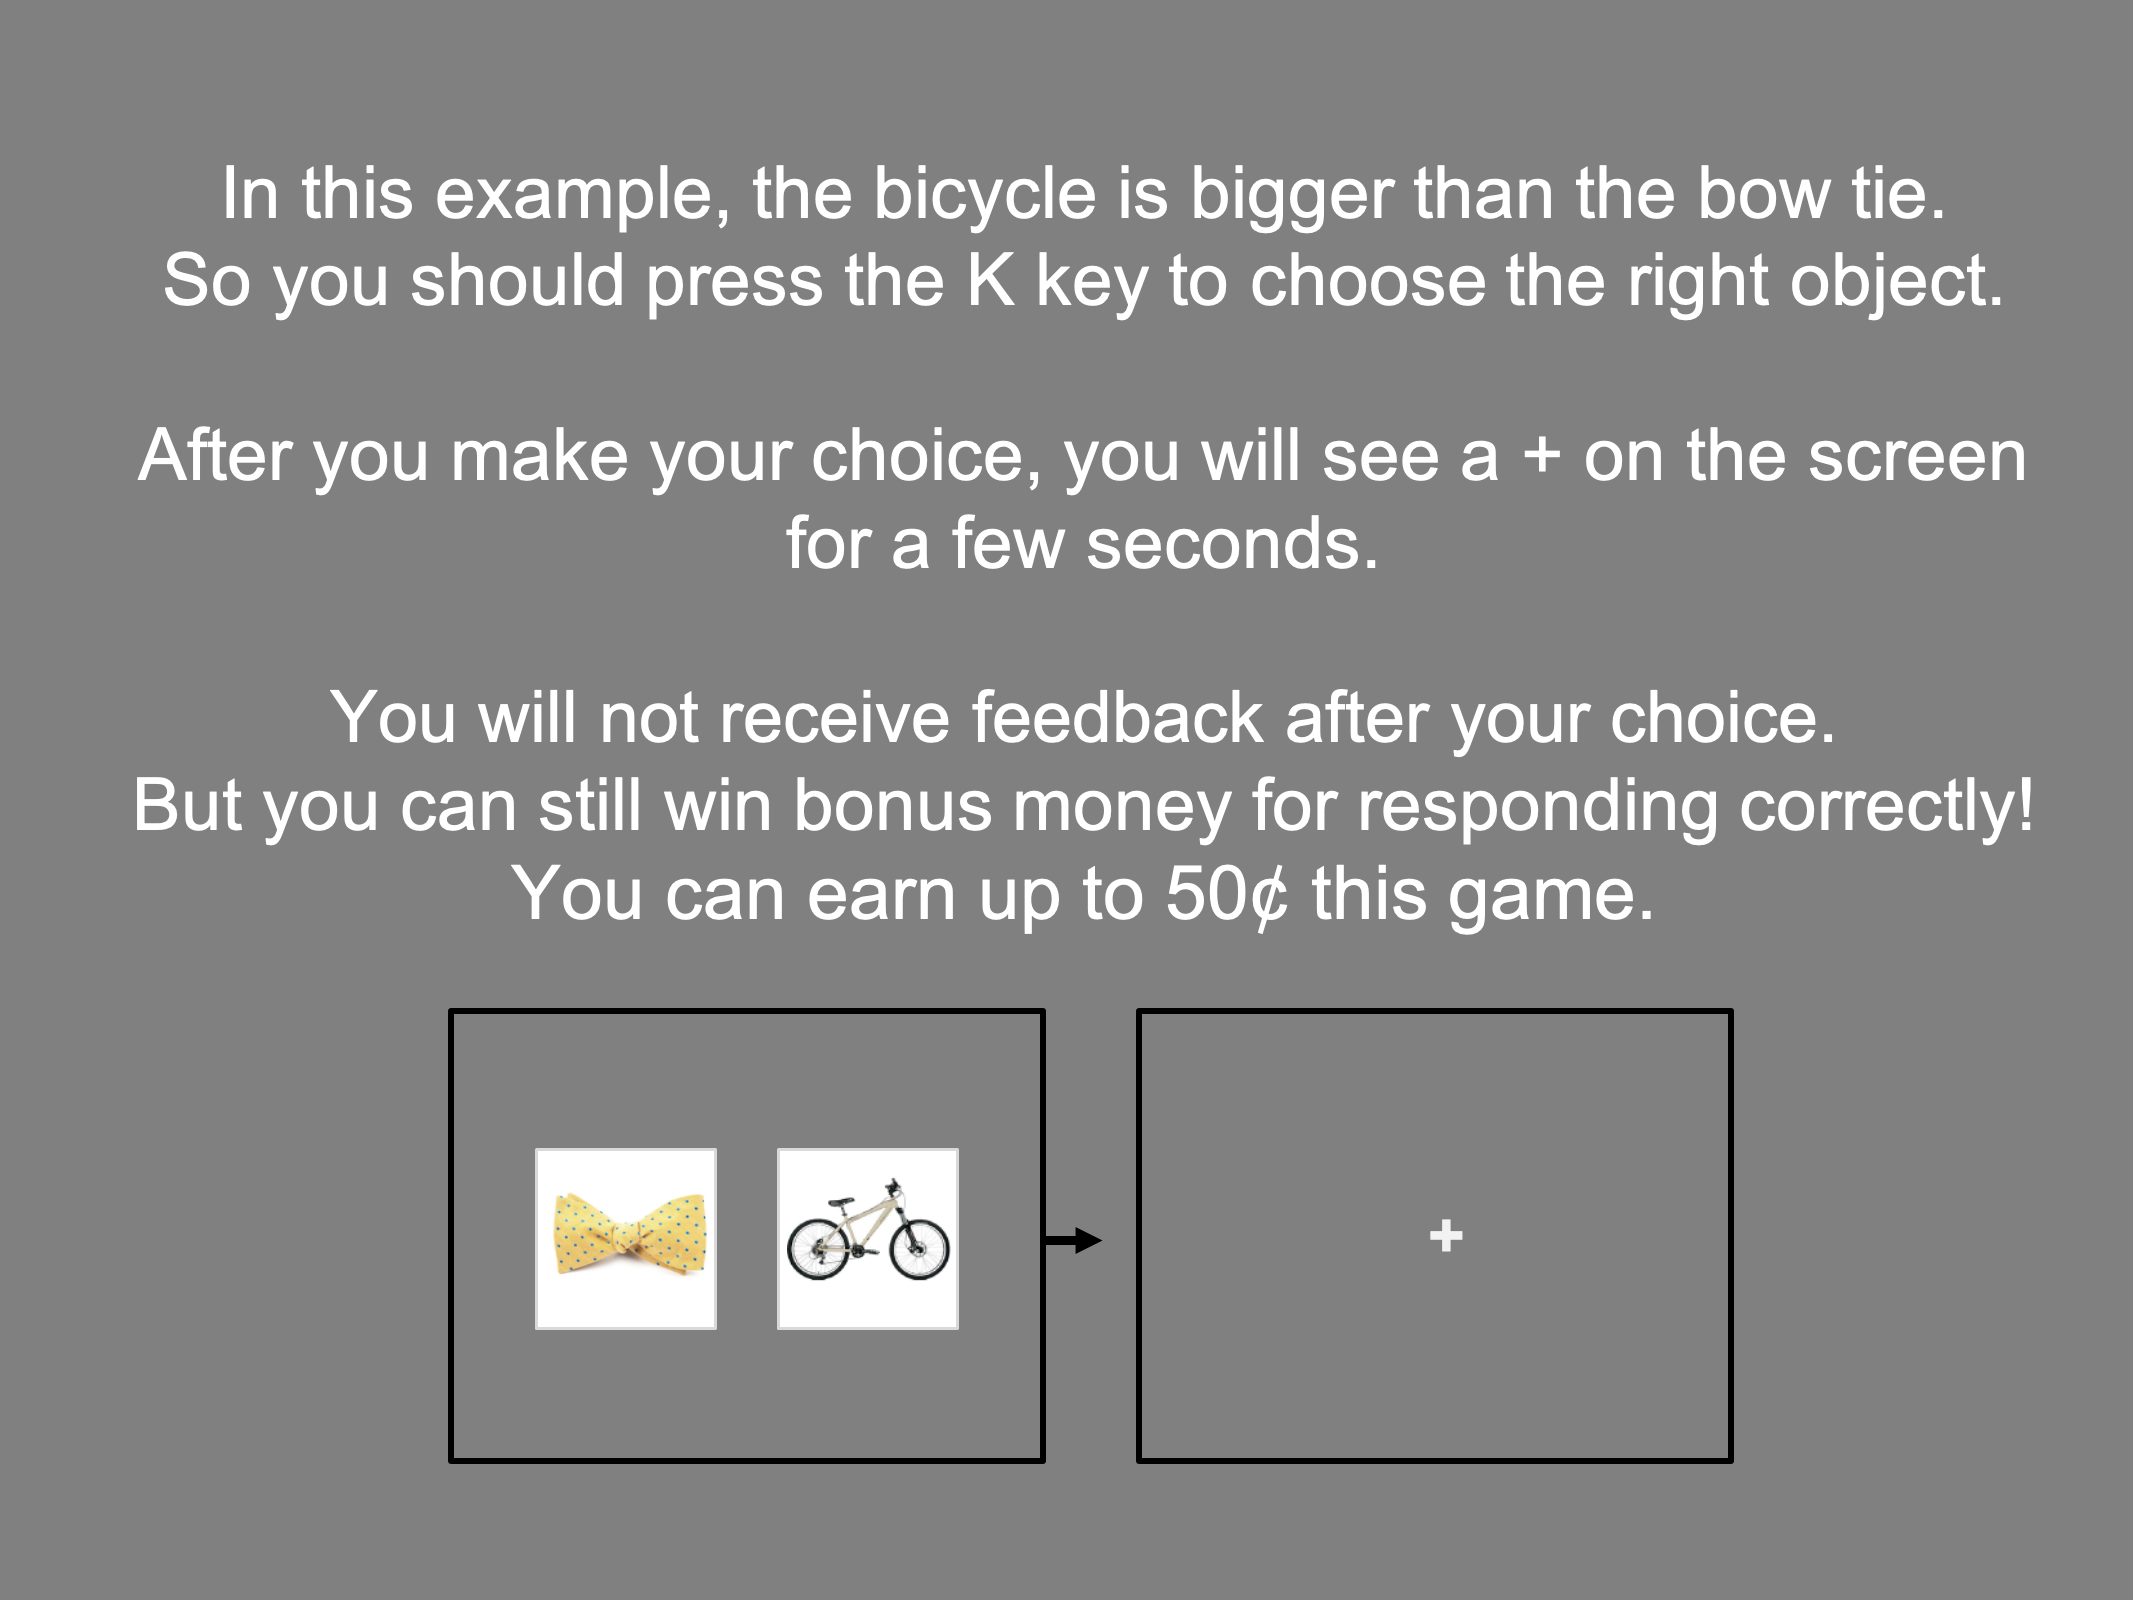 In this example, the bicycle is bigger than the bow tie.
So you should press the K key to choose the right object.
After you make your choice, you will see a + on the screen
for a few seconds.
You will not receive feedback after your choice.
But you can still win bonus money for responding correctly!
You can earn up to 50¢ this game.
+